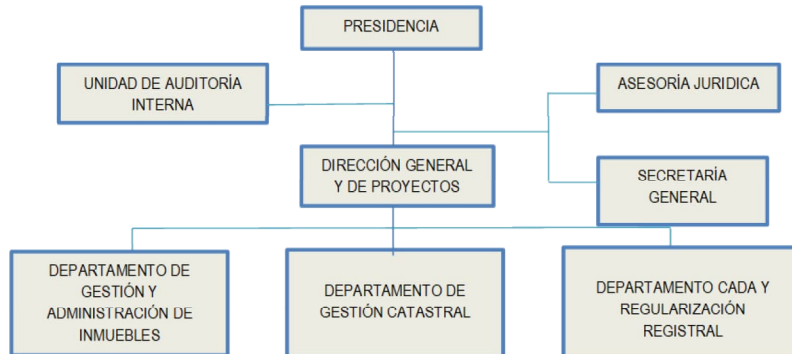 PRESIDENCIA
UNIDAD DE AUDITORÍA
INTERNA
ASESORÍA JURIDICA
DIRECCIÓN GENERAL
Y DE PROYECTOS
SECRETARÍA
GENERAL
DEPARTAMENTO DE
GESTIÓN Y
ADMINISTRACIÓN DE
INMUEBLES
DEPARTAMENTO DE
GESTIÓN CATASTRAL
DEPARTAMENTO CADA Y
REGULARIZACIÓN
REGISTRAL